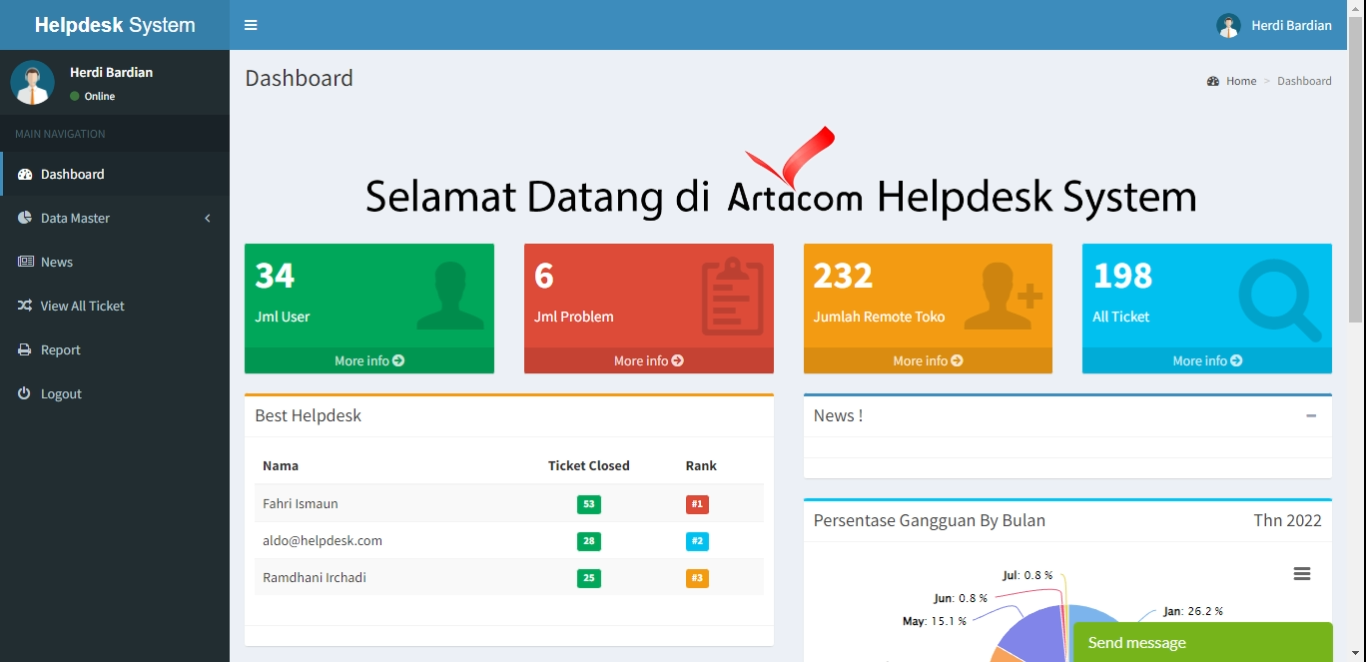 Helpdesk System
Herdi Bardian
Herdi Bardian
Online
MAIN NAVIGATION
Dashboard
Data Master
News
View All Ticket
Report
Logout
Dashboard
Home > Dashboard
Selamat Datang di Artacom Helpdesk System
34
Jml User
More info
6
Jml Problem
More info
232
Jumlah Remote Toko
More info
198
All Ticket
More info
Best Helpdesk
Nama Ticket Closed Rank
Fahri Ismaun 53 #1
aldo@helpdesk.com 28 #2
Ramdhani Irchadi 25 #3
News !
Persentase Gangguan By Bulan Thn 2022
Jul: 0.8 %
Jun: 0.8 %
May: 15.1 %
Jan: 26.2 %
Send message